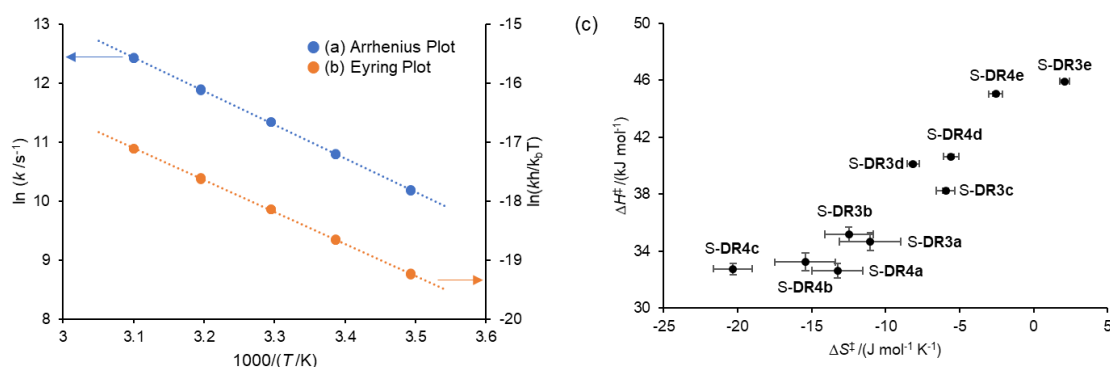 13
12
11
10
9
8
ln (k /s⁻¹)
3
3.1
3.2
3.3
3.4
3.5
3.6
1000/(T/K)
-15
-16
-17
-18
-19
-20
ln(kh/k_bT)
(a) Arrhenius Plot
(b) Eyring Plot
(c)
50
46
42
38
34
30
ΔH‡/(kJ mol⁻¹)
S-DR3e
S-DR4e
S-DR4d
S-DR3d
S-DR3c
S-DR3b
S-DR3a
S-DR4c
S-DR4a
S-DR4b
-25
-20
-15
-10
-5
0
5
ΔS‡/(J mol⁻¹ K⁻¹)